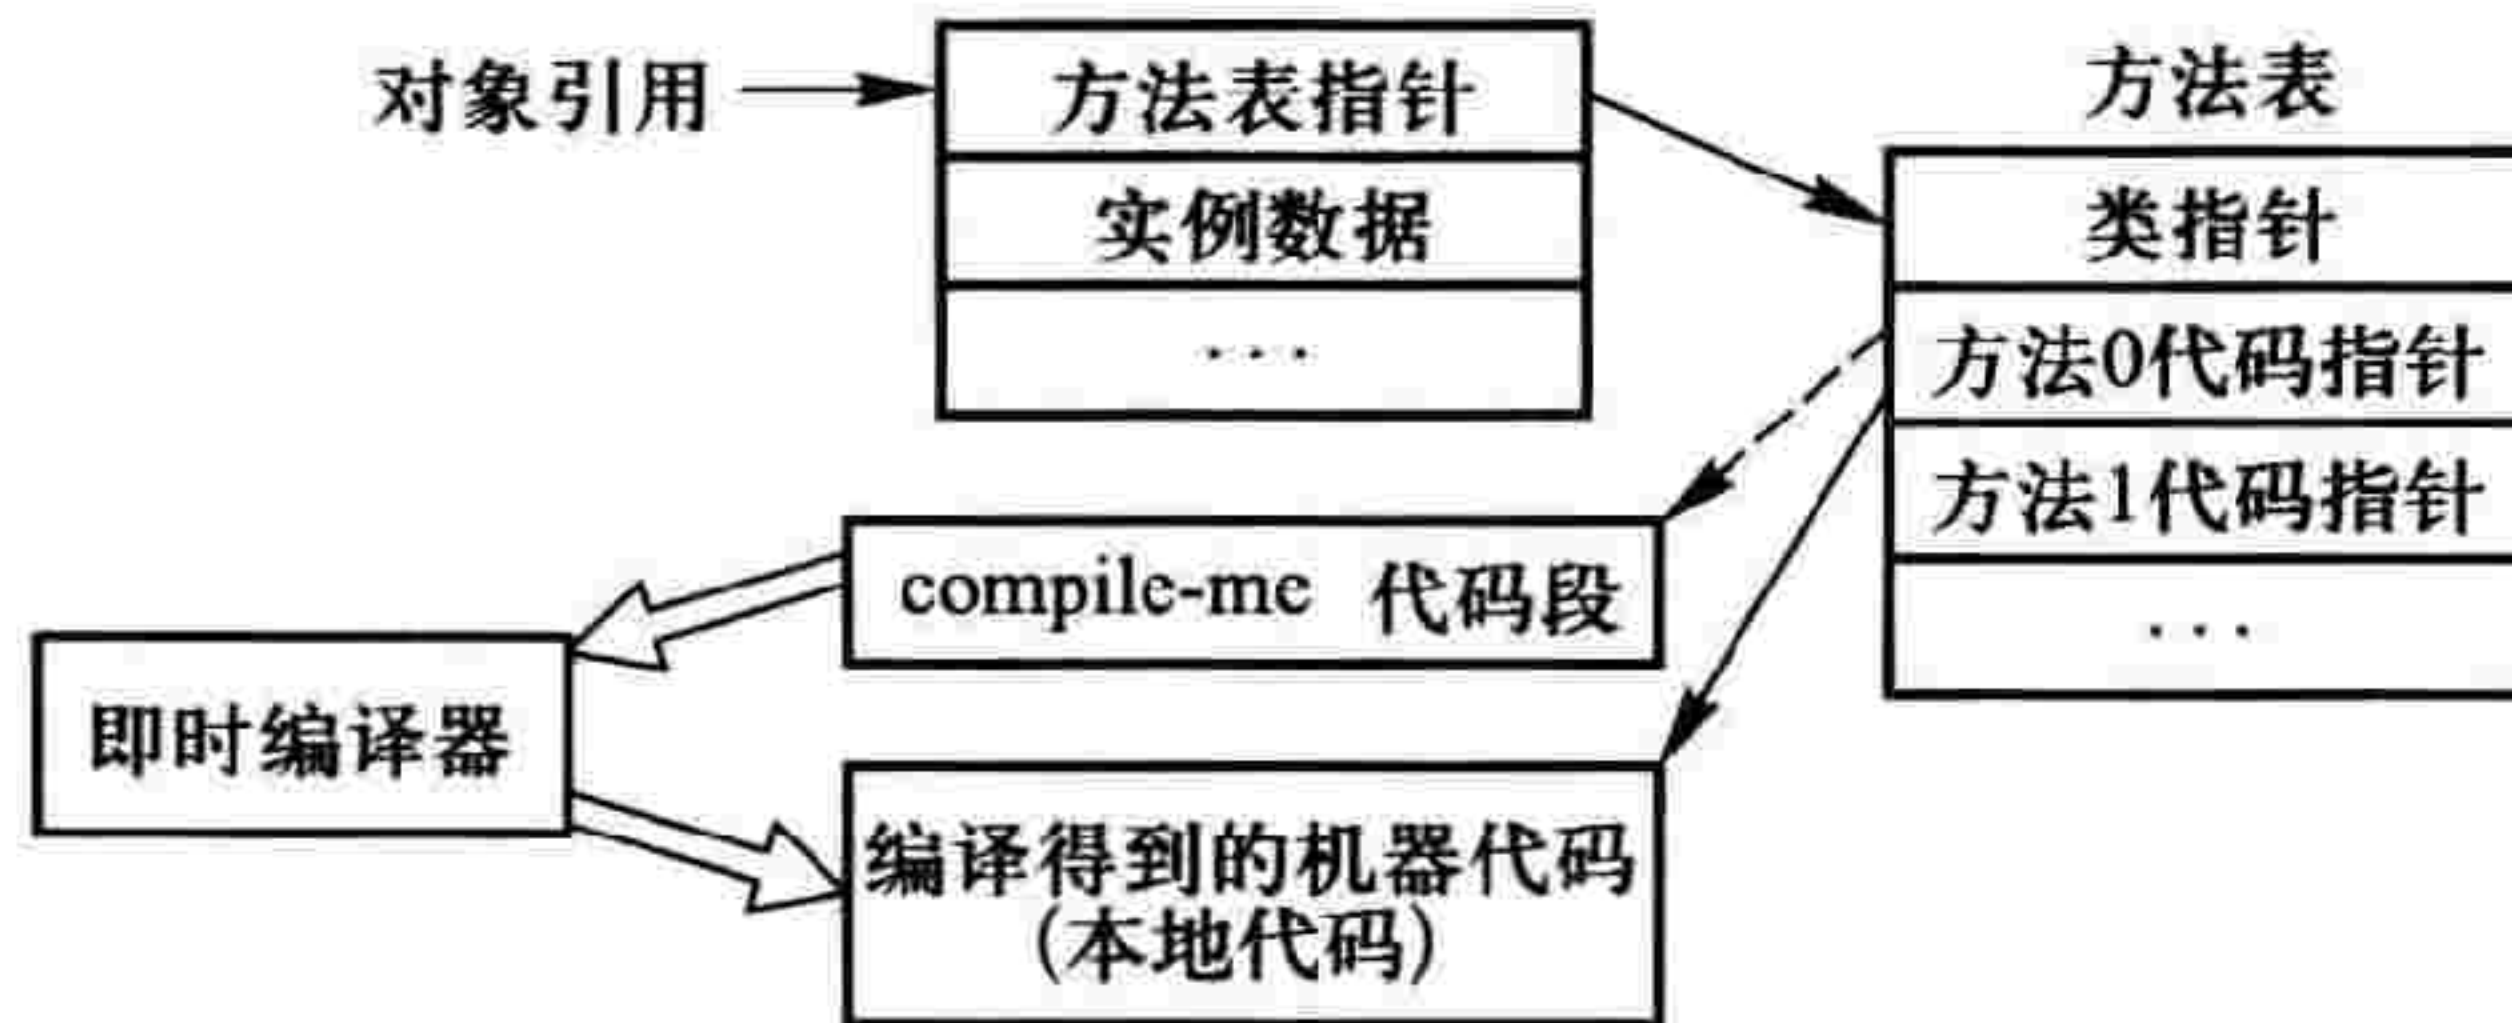 对象引用
方法表指针
实例数据
...
方法表
类指针
方法0代码指针
方法1代码指针
...
compile-me 代码段
即时编译器
编译得到的机器代码
(本地代码)